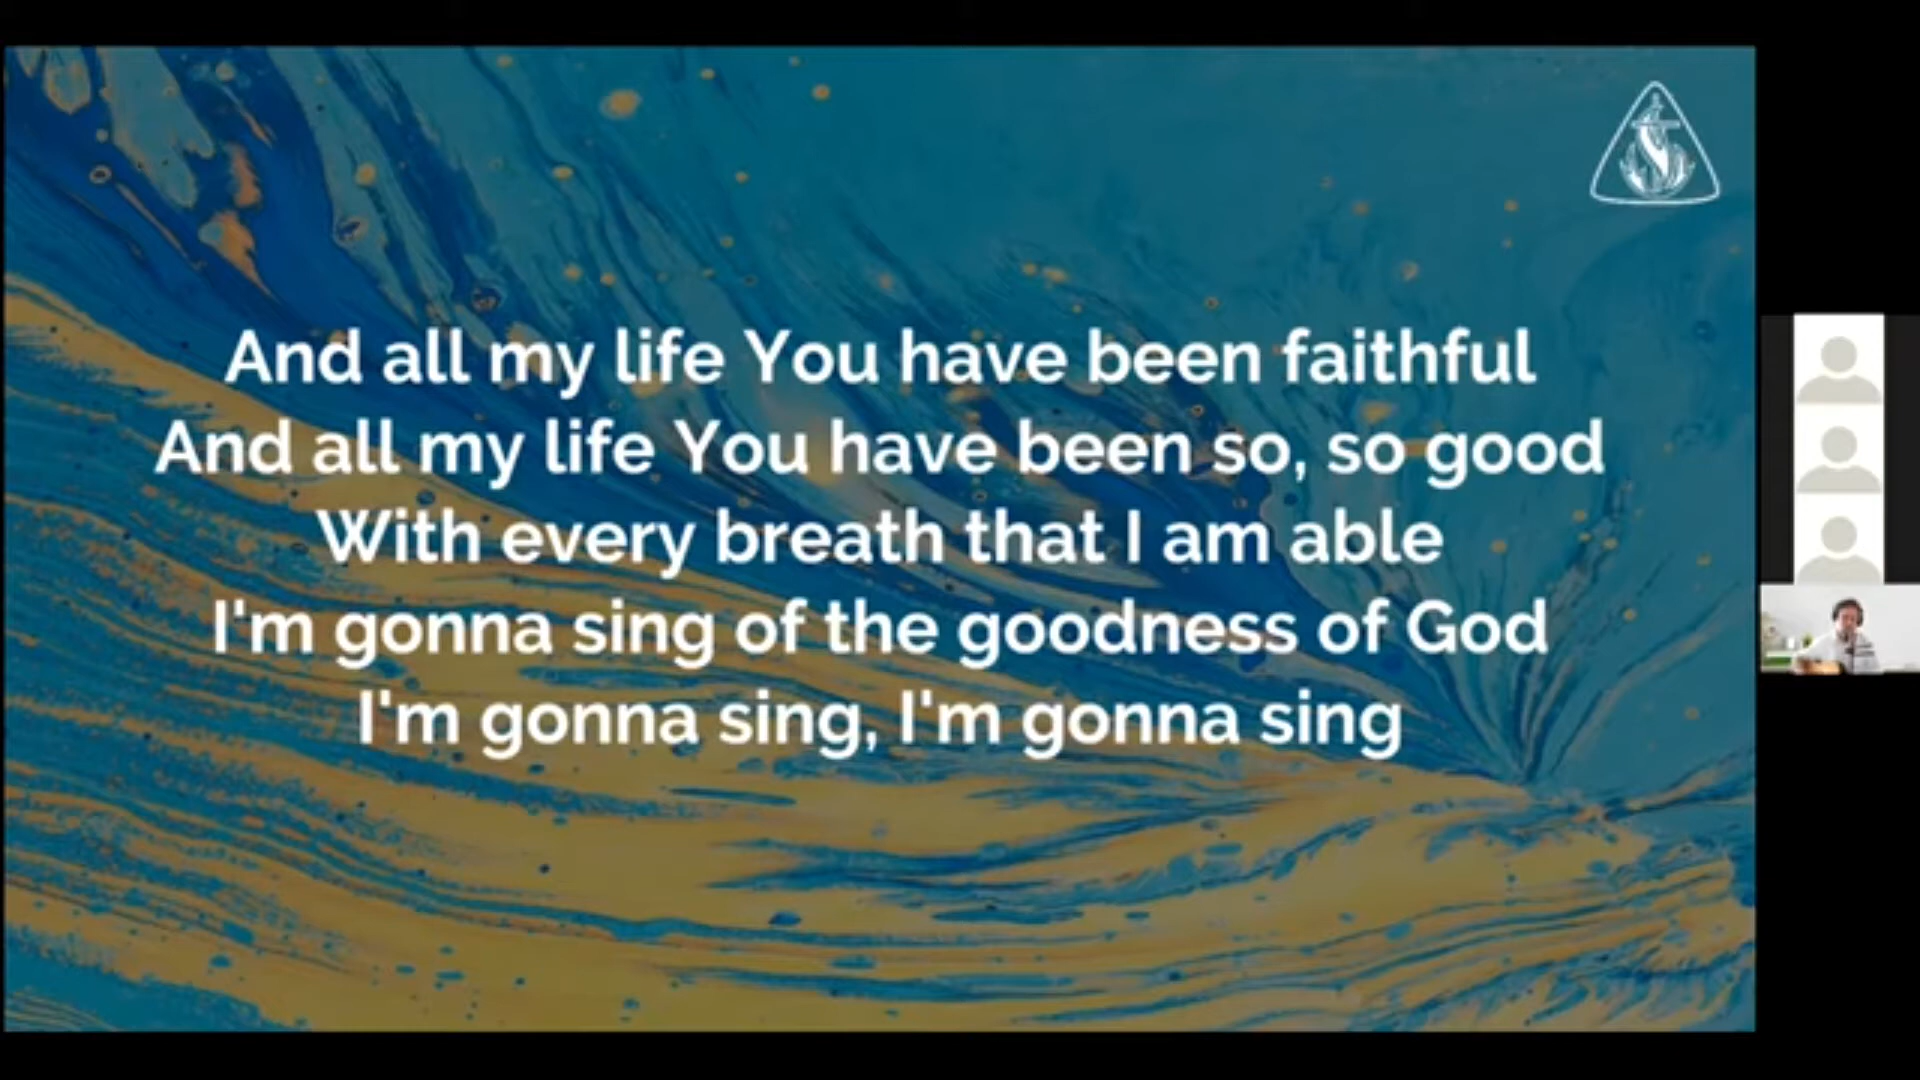 And all my life You have been faithful
And all my life You have been so, so good
With every breath that I am able
I'm gonna sing of the goodness of God
I'm gonna sing, I'm gonna sing